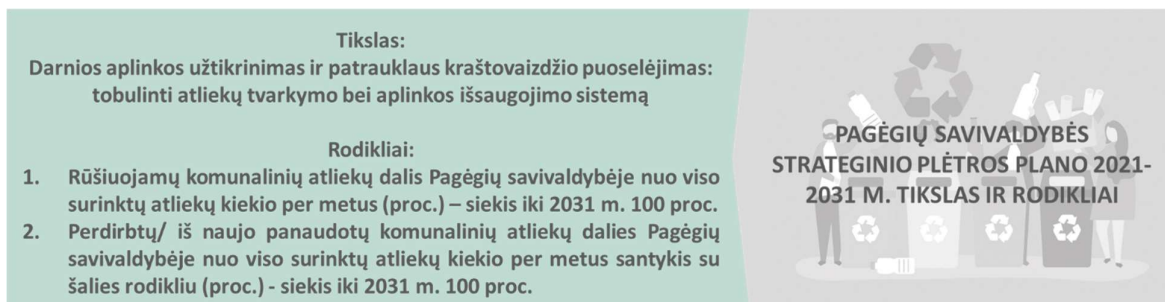 Tikslas:
Darnios aplinkos užtikrinimas ir patrauklaus kraštovaizdžio puoselėjimas:
tobulinti atliekų tvarkymo bei aplinkos išsaugojimo sistemą
Rodikliai:
1. Rūšiuojamų komunalinių atliekų dalis Pagėgių savivaldybėje nuo viso
surinktų atliekų kiekio per metus (proc.) – siekis iki 2031 m. 100 proc.
2. Perdirbtų/ iš naujo panaudotų komunalinių atliekų dalies Pagėgių
savivaldybėje nuo viso surinktų atliekų kiekio per metus santykis su
šalies rodikliu (proc.) - siekis iki 2031 m. 100 proc.
PAGĖGIŲ SAVIVALDYBĖS
STRATEGINIO PLĖTROS PLANO 2021-
2031 M. TIKSLAS IR RODIKLIAI